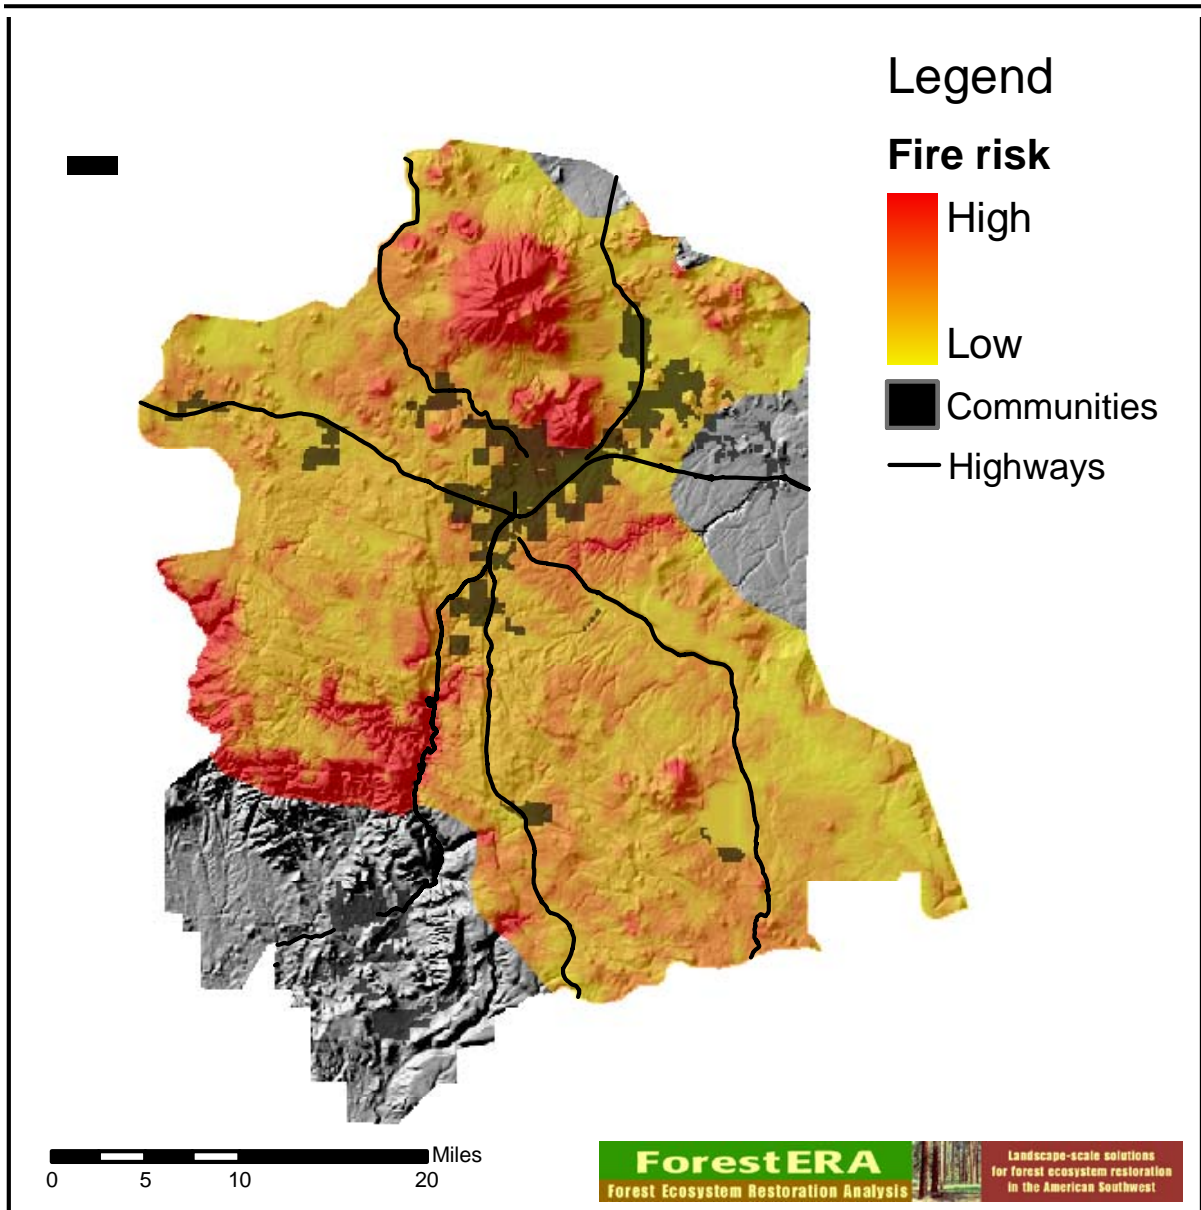 Legend
Fire risk
High
Low
Communities
Highways
Miles
0 5 10 20
ForestERA
Forest Ecosystem Restoration Analysis
Landscape-scale solutions
for forest ecosystem restoration
in the American Southwest